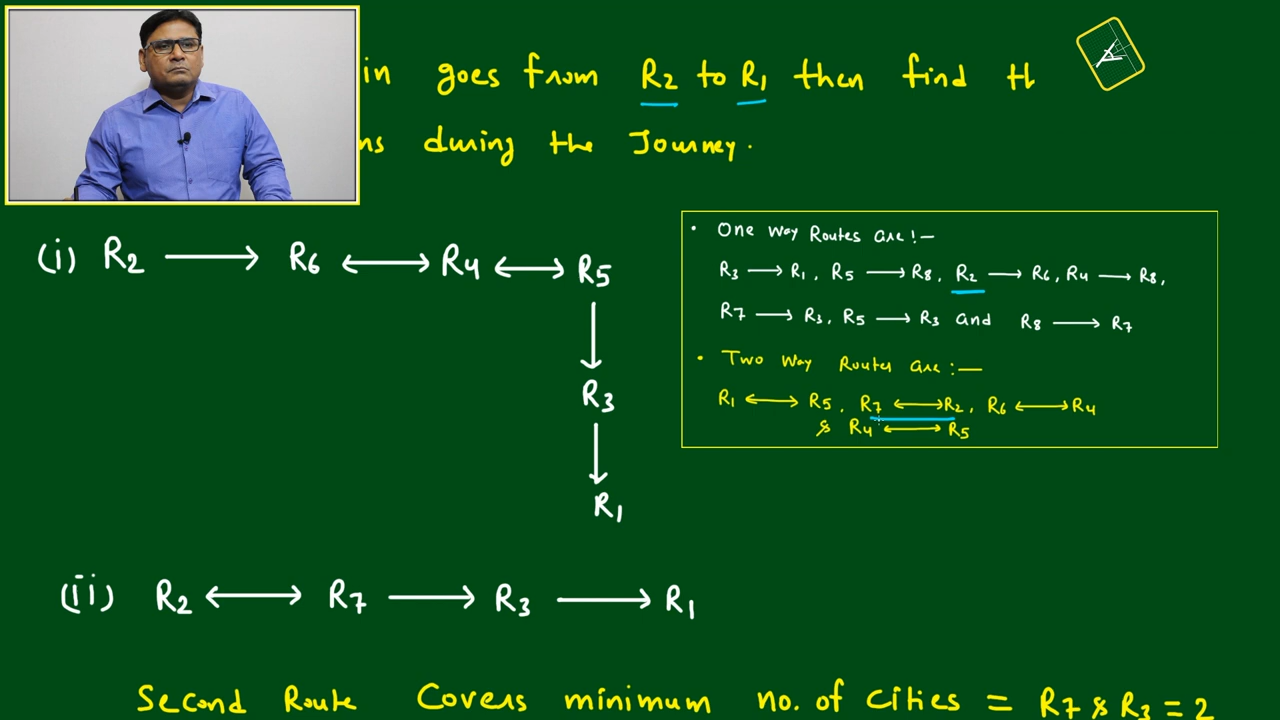 in goes from R2 to R1 then find th
ns during the Journey.
(i) R2 ⟶ R6 ⟷ R4 ⟷ R5
↓
R3
↓
R1
(ii) R2 ⟷ R7 ⟶ R3 ⟶ R1
Second Route Covers minimum no. of cities = R7 & R3 = 2
• One Way Routes are!—
R3 ⟶ R1, R5 ⟶ R8, R2 ⟶ R6, R4 ⟶ R8,
R7 ⟶ R3, R5 ⟶ R3 and R8 ⟶ R7
• Two Way Routes are:—
R1 ⟷ R5, R7 ⟷ R2, R6 ⟷ R4
& R4 ⟷ R5